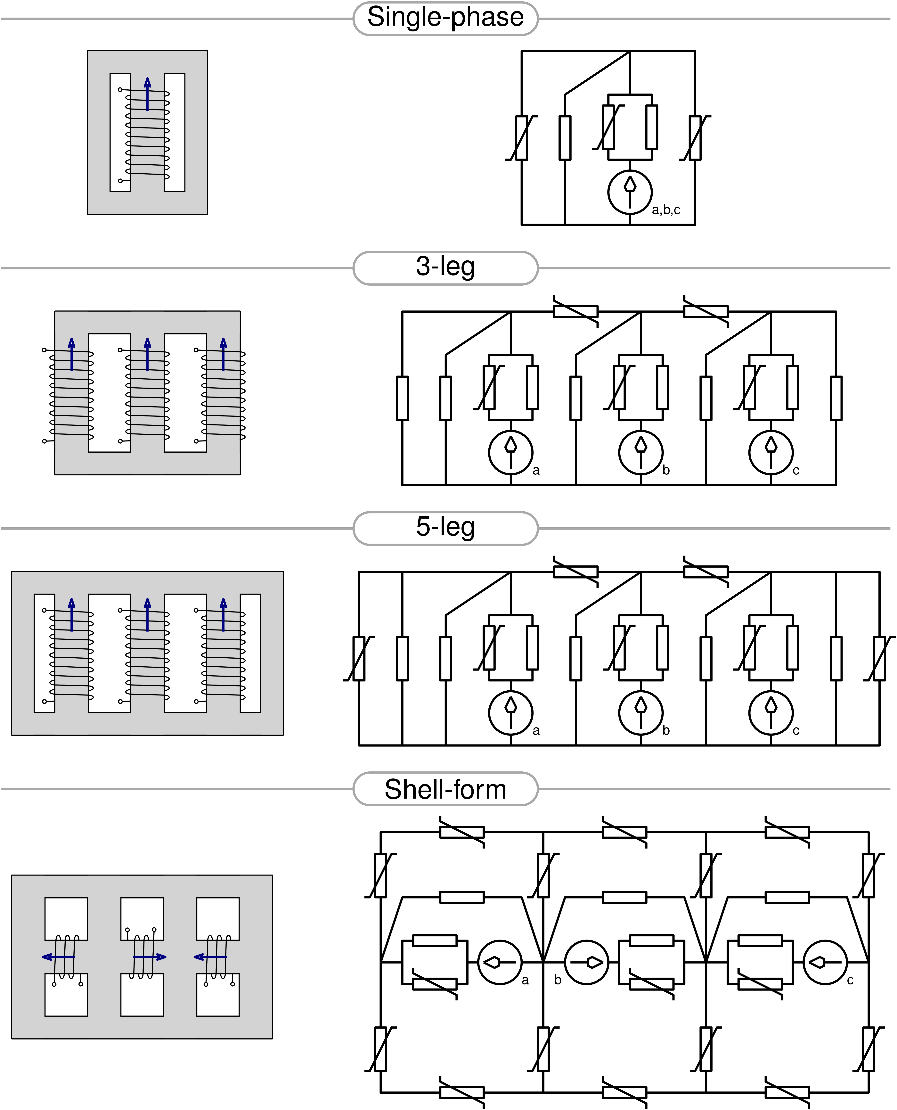 Single-phase
a,b,c
3-leg
a b c
5-leg
a b c
Shell-form
a b c